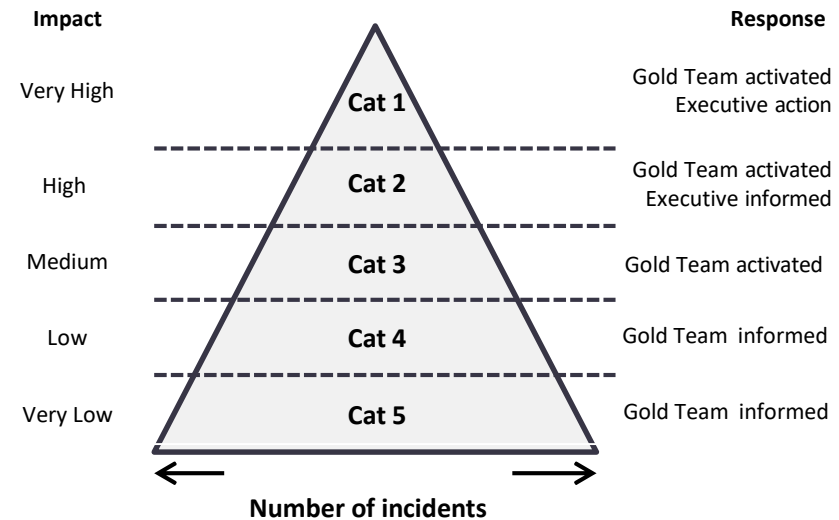 Impact
Response
Very High
Cat 1
Gold Team activated
Executive action
High
Cat 2
Gold Team activated
Executive informed
Medium
Cat 3
Gold Team activated
Low
Cat 4
Gold Team informed
Very Low
Cat 5
Gold Team informed
Number of incidents